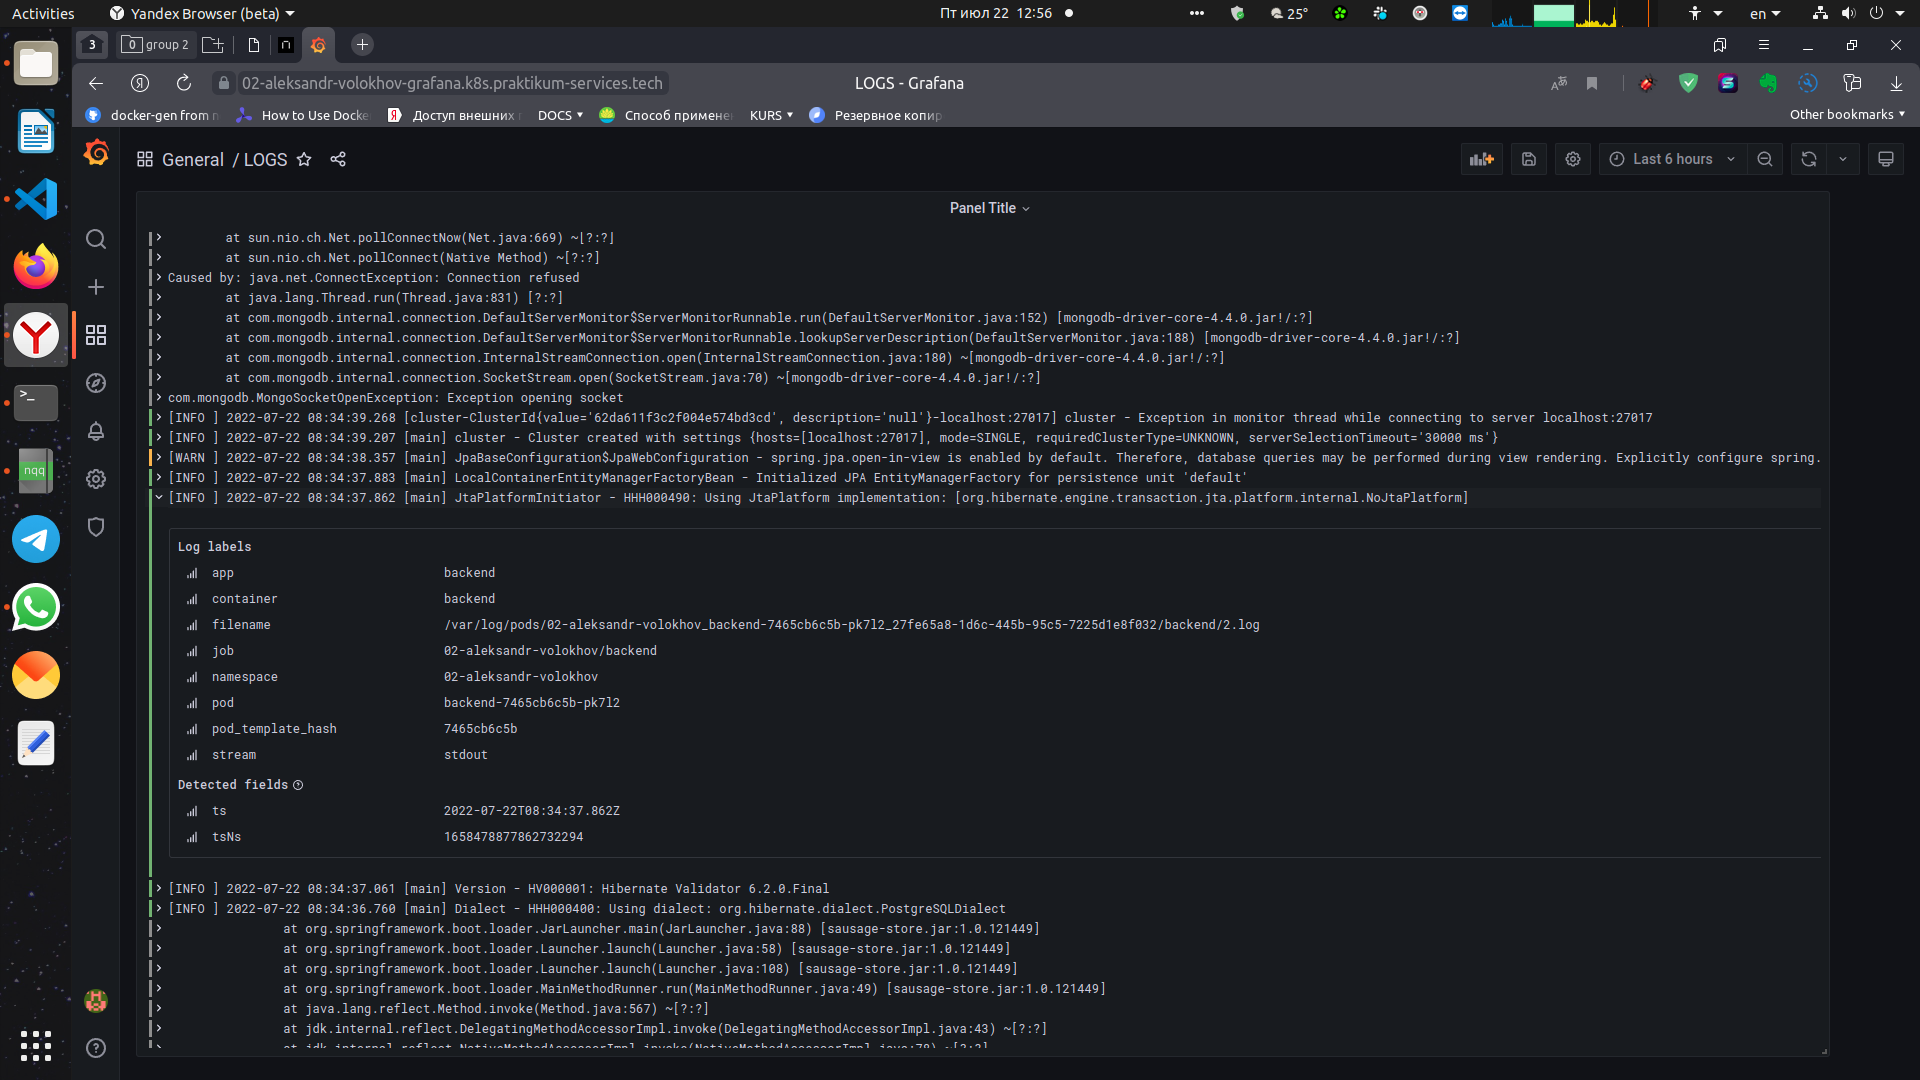 Activities
Yandex Browser (beta)
Пт июл 22 12:56
25°
en
3
0 group 2
02-aleksandr-volokhov-grafana.k8s.praktikum-services.tech
LOGS - Grafana
docker-gen from
How to Use Docke
Доступ внешних
DOCS
Способ примене
KURS
Резервное копир
Other bookmarks
General / LOGS
Last 6 hours
Panel Title
at sun.nio.ch.Net.pollConnectNow(Net.java:669) ~[?:?]
at sun.nio.ch.Net.pollConnect(Native Method) ~[?:?]
Caused by: java.net.ConnectException: Connection refused
at java.lang.Thread.run(Thread.java:831) [?:?]
at com.mongodb.internal.connection.DefaultServerMonitor$ServerMonitorRunnable.run(DefaultServerMonitor.java:152) [mongodb-driver-core-4.4.0.jar!/:?]
at com.mongodb.internal.connection.DefaultServerMonitor$ServerMonitorRunnable.lookupServerDescription(DefaultServerMonitor.java:188) [mongodb-driver-core-4.4.0.jar!/:?]
at com.mongodb.internal.connection.InternalStreamConnection.open(InternalStreamConnection.java:180) ~[mongodb-driver-core-4.4.0.jar!/:?]
at com.mongodb.internal.connection.SocketStream.open(SocketStream.java:70) ~[mongodb-driver-core-4.4.0.jar!/:?]
com.mongodb.MongoSocketOpenException: Exception opening socket
[INFO ] 2022-07-22 08:34:39.268 [cluster-ClusterId{value='62da611f3c2f004e574bd3cd', description='null'}-localhost:27017] cluster - Exception in monitor thread while connecting to server localhost:27017
[INFO ] 2022-07-22 08:34:39.207 [main] cluster - Cluster created with settings {hosts=[localhost:27017], mode=SINGLE, requiredClusterType=UNKNOWN, serverSelectionTimeout='30000 ms'}
[WARN ] 2022-07-22 08:34:38.357 [main] JpaBaseConfiguration$JpaWebConfiguration - spring.jpa.open-in-view is enabled by default. Therefore, database queries may be performed during view rendering. Explicitly configure spring.
[INFO ] 2022-07-22 08:34:37.883 [main] LocalContainerEntityManagerFactoryBean - Initialized JPA EntityManagerFactory for persistence unit 'default'
[INFO ] 2022-07-22 08:34:37.862 [main] JtaPlatformInitiator - HHH000490: Using JtaPlatform implementation: [org.hibernate.engine.transaction.jta.platform.internal.NoJtaPlatform]
Log labels
app backend
container backend
filename /var/log/pods/02-aleksandr-volokhov_backend-7465cb6c5b-pk7l2_27fe65a8-1d6c-445b-95c5-7225d1e8f032/backend/2.log
job 02-aleksandr-volokhov/backend
namespace 02-aleksandr-volokhov
pod backend-7465cb6c5b-pk7l2
pod_template_hash 7465cb6c5b
stream stdout
Detected fields
ts 2022-07-22T08:34:37.862Z
tsNs 1658478877862732294
[INFO ] 2022-07-22 08:34:37.061 [main] Version - HV000001: Hibernate Validator 6.2.0.Final
[INFO ] 2022-07-22 08:34:36.760 [main] Dialect - HHH000400: Using dialect: org.hibernate.dialect.PostgreSQLDialect
at org.springframework.boot.loader.JarLauncher.main(JarLauncher.java:88) [sausage-store.jar:1.0.121449]
at org.springframework.boot.loader.Launcher.launch(Launcher.java:58) [sausage-store.jar:1.0.121449]
at org.springframework.boot.loader.Launcher.launch(Launcher.java:108) [sausage-store.jar:1.0.121449]
at org.springframework.boot.loader.MainMethodRunner.run(MainMethodRunner.java:49) [sausage-store.jar:1.0.121449]
at java.lang.reflect.Method.invoke(Method.java:567) ~[?:?]
at jdk.internal.reflect.DelegatingMethodAccessorImpl.invoke(DelegatingMethodAccessorImpl.java:43) ~[?:?]
at jdk.internal.reflect.NativeMethodAccessorImpl.invoke(NativeMethodAccessorImpl.java:78) ~[?:?]
nqq